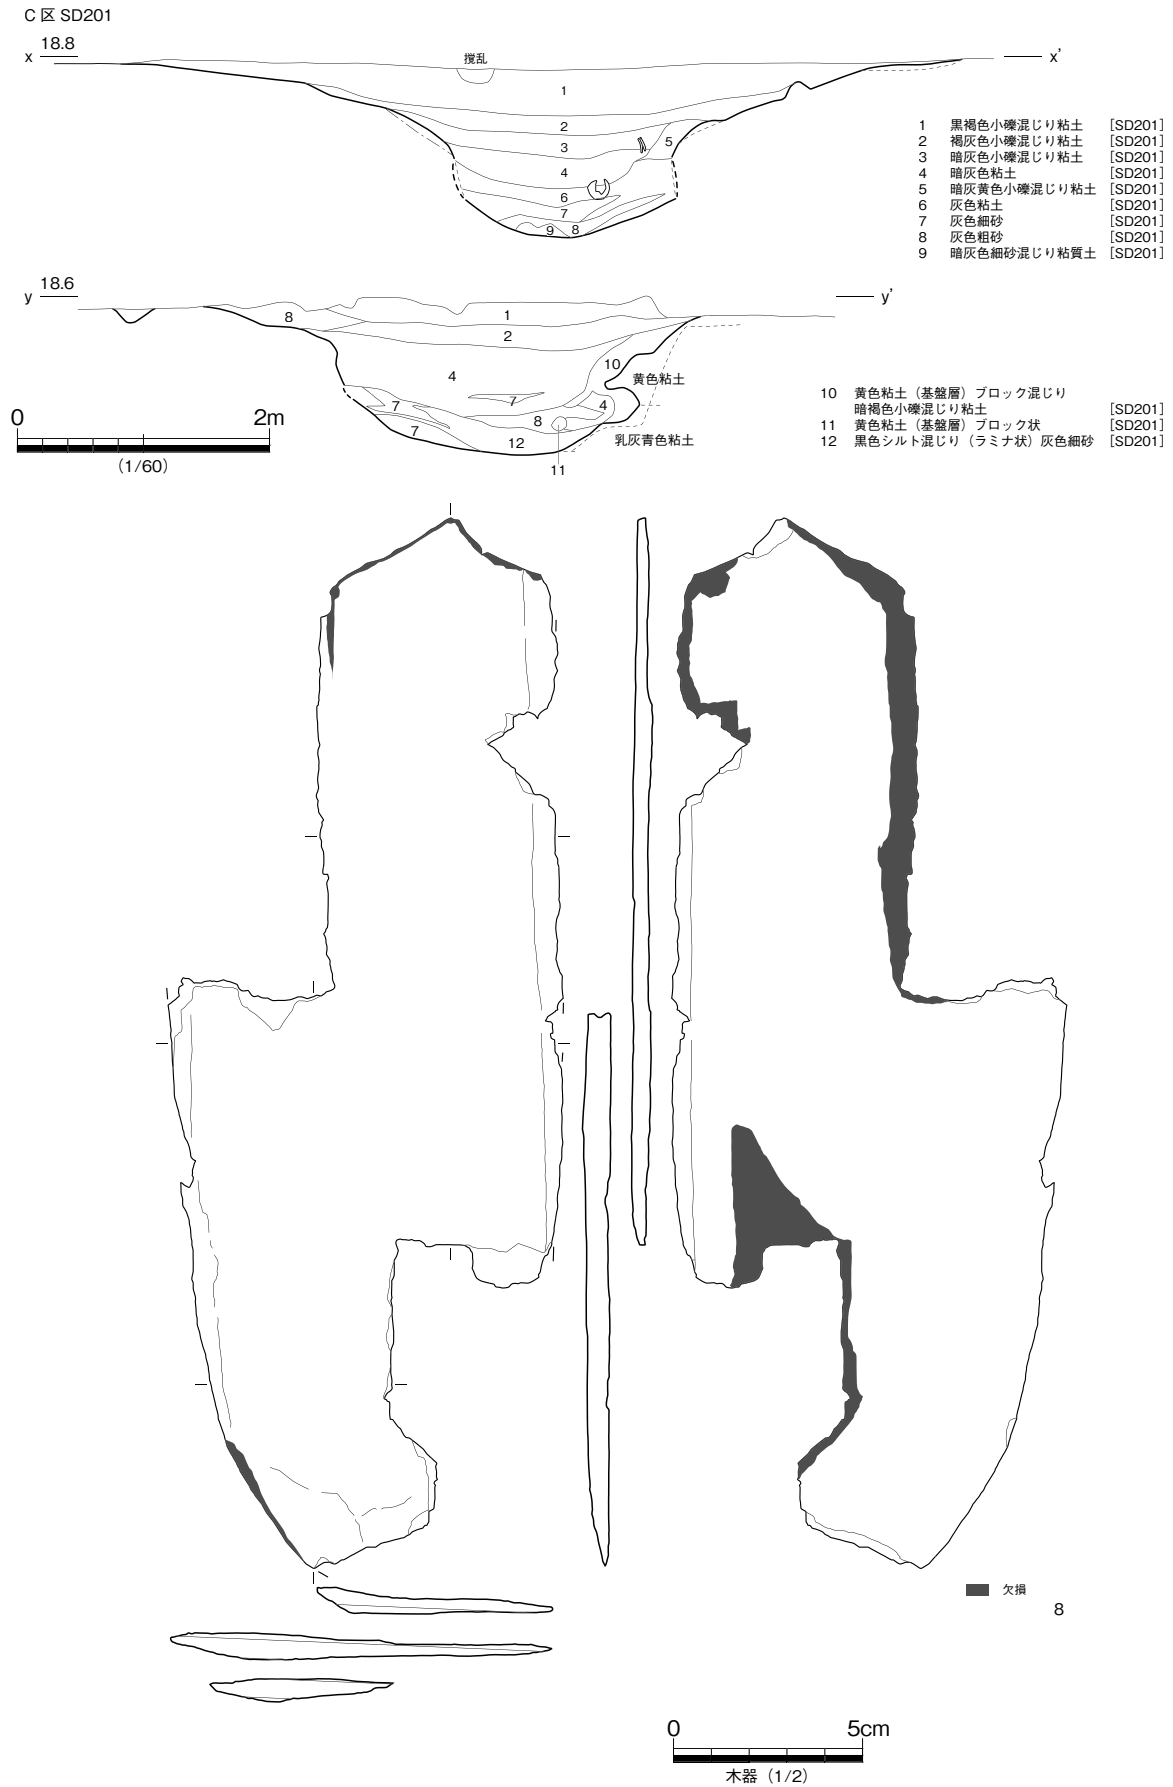 C 区 SD201
18.8
x
x’
撹乱
1
2
3
5
4
6
7
9
8
1 黒褐色小礫混じり粘土 [SD201]
2 褐灰色小礫混じり粘土 [SD201]
3 暗灰色小礫混じり粘土 [SD201]
4 暗灰色粘土 [SD201]
5 暗灰黄色小礫混じり粘土 [SD201]
6 灰色粘土 [SD201]
7 灰色細砂 [SD201]
8 灰色粗砂 [SD201]
9 暗灰色細砂混じり粘質土 [SD201]
18.6
y
y’
8
1
2
10
黄色粘土
4
7
7
4
8
7
12
乳灰青色粘土
11
10 黄色粘土（基盤層）ブロック混じり
暗褐色小礫混じり粘土 [SD201]
11 黄色粘土（基盤層）ブロック状 [SD201]
12 黒色シルト混じり（ラミナ状）灰色細砂 [SD201]
0 2m
（1/60）
欠損
8
0 5cm
木器（1/2）